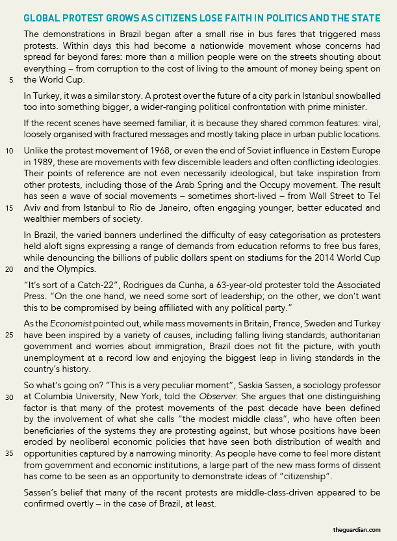 GLOBAL PROTEST GROWS AS CITIZENS LOSE FAITH IN POLITICS AND THE STATE
The demonstrations in Brazil began after a small rise in bus fares that triggered mass
protests. Within days this had become a nationwide movement whose concerns had
spread far beyond fares: more than a million people were on the streets shouting about
everything – from corruption to the cost of living to the amount of money being spent on
5 the World Cup.
In Turkey, it was a similar story. A protest over the future of a city park in Istanbul snowballed
too into something bigger, a wider-ranging political confrontation with prime minister.
If the recent scenes have seemed familiar, it is because they shared common features: viral,
loosely organised with fractured messages and mostly taking place in urban public locations.
10 Unlike the protest movement of 1968, or even the end of Soviet influence in Eastern Europe
in 1989, these are movements with few discernible leaders and often conflicting ideologies.
Their points of reference are not even necessarily ideological, but take inspiration from
other protests, including those of the Arab Spring and the Occupy movement. The result
has seen a wave of social movements – sometimes short-lived – from Wall Street to Tel
15 Aviv and from Istanbul to Rio de Janeiro, often engaging younger, better educated and
wealthier members of society.
In Brazil, the varied banners underlined the difficulty of easy categorisation as protesters
held aloft signs expressing a range of demands from education reforms to free bus fares,
while denouncing the billions of public dollars spent on stadiums for the 2014 World Cup
20 and the Olympics.
"It's sort of a Catch-22", Rodrigues da Cunha, a 63-year-old protester told the Associated
Press. "On the one hand, we need some sort of leadership; on the other, we don't want
this to be compromised by being affiliated with any political party."
As the Economist pointed out, while mass movements in Britain, France, Sweden and Turkey
25 have been inspired by a variety of causes, including falling living standards, authoritarian
government and worries about immigration, Brazil does not fit the picture, with youth
unemployment at a record low and enjoying the biggest leap in living standards in the
country's history.
So what's going on? "This is a very peculiar moment", Saskia Sassen, a sociology professor
30 at Columbia University, New York, told the Observer. She argues that one distinguishing
factor is that many of the protest movements of the past decade have been defined
by the involvement of what she calls "the modest middle class", who have often been
beneficiaries of the systems they are protesting against, but whose positions have been
eroded by neoliberal economic policies that have seen both distribution of wealth and
35 opportunities captured by a narrowing minority. As people have come to feel more distant
from government and economic institutions, a large part of the new mass forms of dissent
has come to be seen as an opportunity to demonstrate ideas of "citizenship".
Sassen's belief that many of the recent protests are middle-class-driven appeared to be
confirmed overtly – in the case of Brazil, at least.
theguardian.com